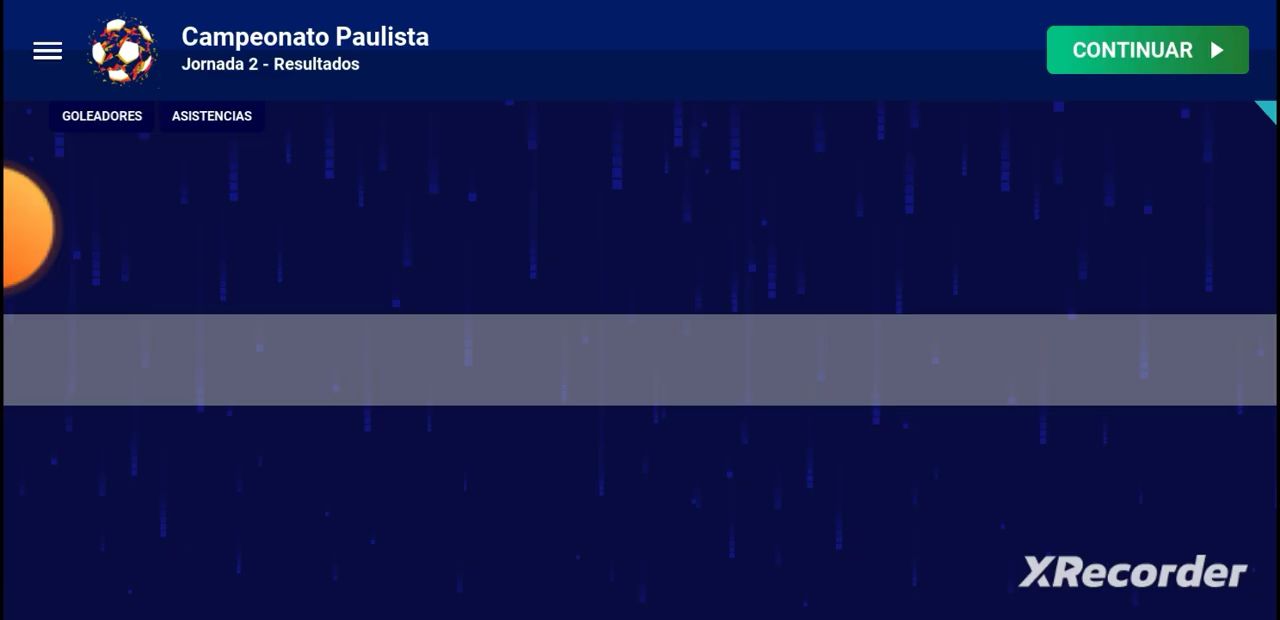 Campeonato Paulista
Jornada 2 - Resultados
CONTINUAR
GOLEADORES
ASISTENCIAS
XRecorder